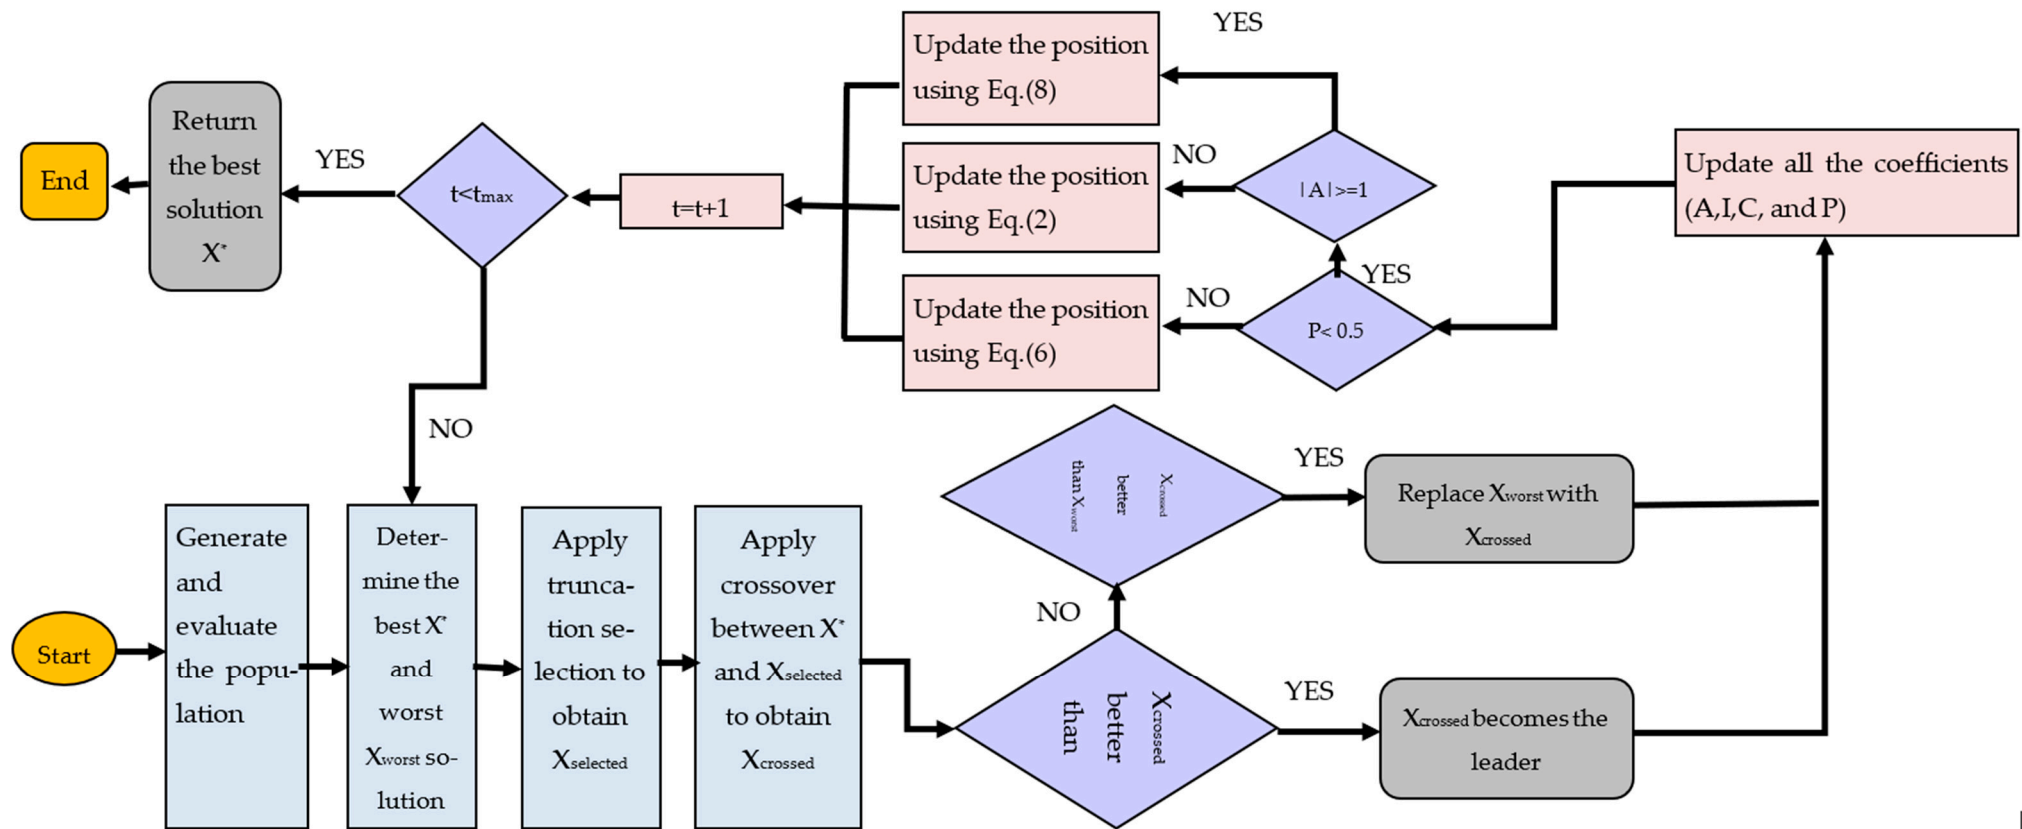 Start
Generate
and
evaluate
the popu-
lation
Deter-
mine the
best X*
and
worst
Xworst so-
lution
Apply
trunca-
tion se-
lection to
obtain
Xselected
Apply
crossover
between X*
and Xselected
to obtain
Xcrossed
Xcrossed
better
than
YES
Xcrossed becomes the
leader
NO
Xcrossed
better
than Xworst
YES
Replace Xworst with
Xcrossed
Update all the coefficients
(A,I,C, and P)
P< 0.5
YES
NO
|A|>=1
YES
NO
Update the position
using Eq.(8)
Update the position
using Eq.(2)
Update the position
using Eq.(6)
t=t+1
t<tmax
YES
NO
Return
the best
solution
X*
End